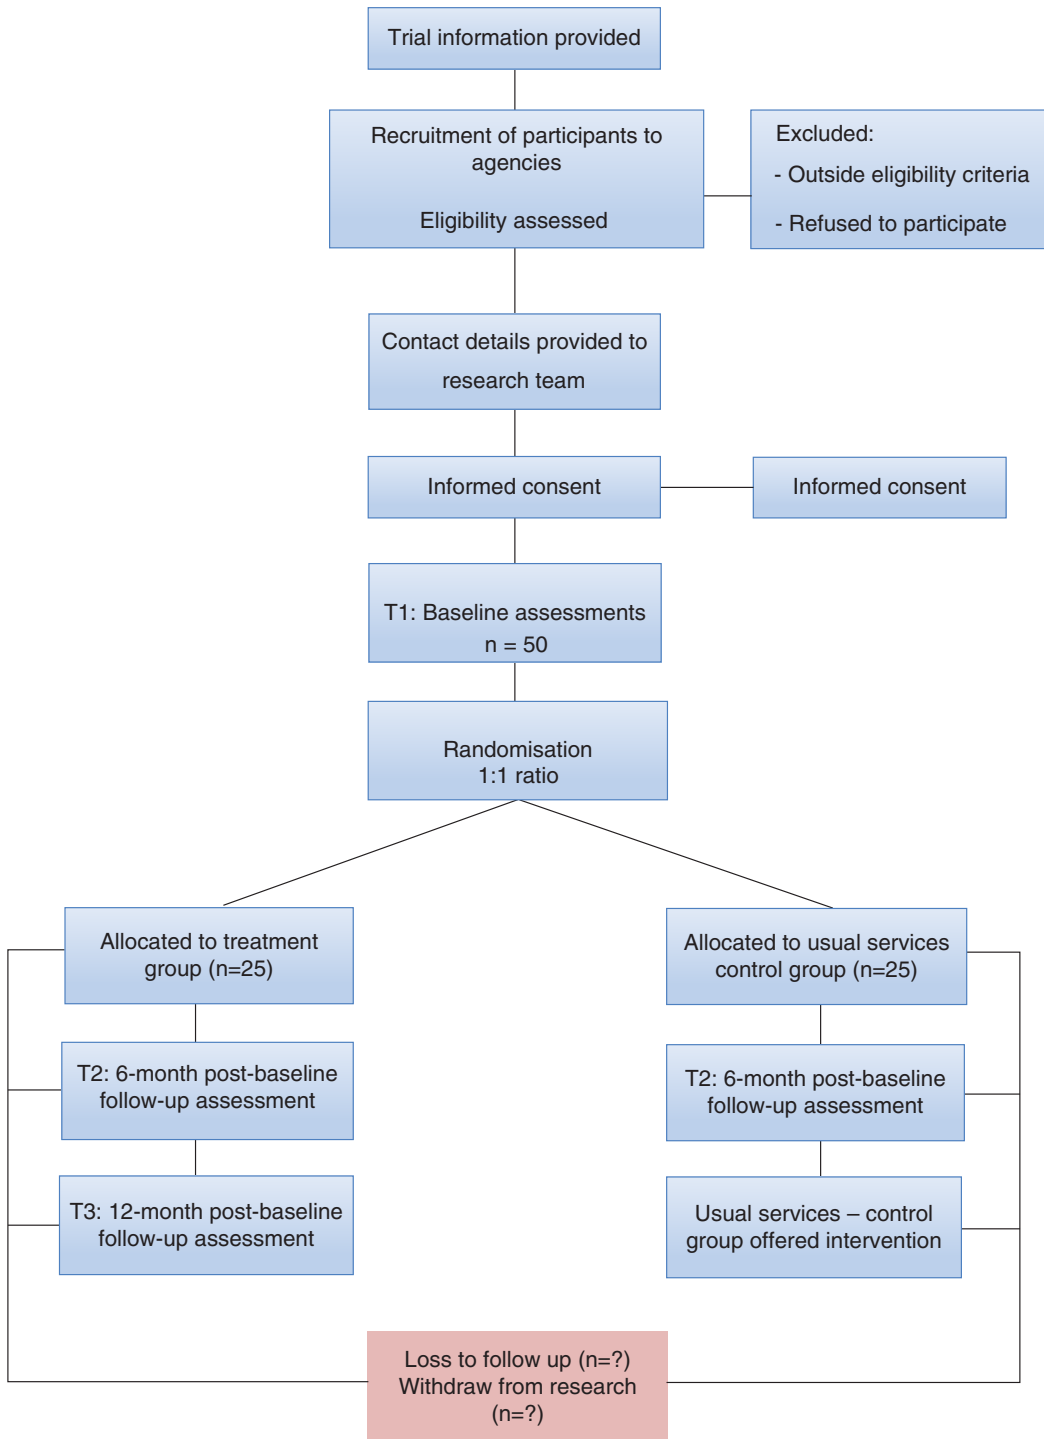 Trial information provided
Recruitment of participants to
agencies
Eligibility assessed
Excluded:
- Outside eligibility criteria
- Refused to participate
Contact details provided to
research team
Informed consent
Informed consent
T1: Baseline assessments
n = 50
Randomisation
1:1 ratio
Allocated to treatment
group (n=25)
T2: 6-month post-baseline
follow-up assessment
T3: 12-month post-baseline
follow-up assessment
Allocated to usual services
control group (n=25)
T2: 6-month post-baseline
follow-up assessment
Usual services – control
group offered intervention
Loss to follow up (n=?)
Withdraw from research
(n=?)